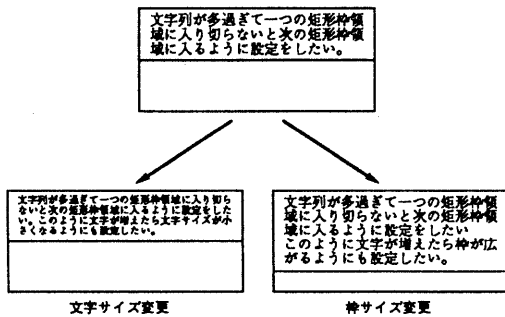 文字列が多過ぎて一つの矩形枠領
域に入り切らないと次の矩形枠領
域に入るように設定をしたい。
文字列が多過ぎて一つの矩形枠領域に入り切ら
ないと次の矩形枠領域に入るように設定をした
い。このように文字が増えたら文字サイズが小
さくなるようにも設定したい。
文字列が多過ぎて一つの矩形枠領
域に入り切らないと次の矩形枠領
域に入るように設定をしたい
このように文字が増えたら枠が広
がるようにも設定したい。
文字サイズ変更
枠サイズ変更